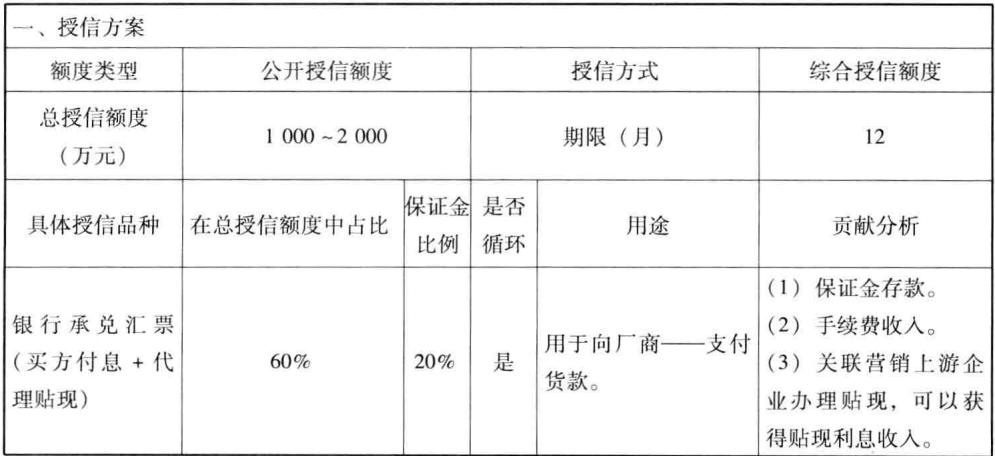 一、授信方案
额度类型 公开授信额度 授信方式 综合授信额度
总授信额度
(万元) 1 000 ~ 2 000 期限(月) 12
具体授信品种 在总授信额度中占比 保证金
比例 是否
循环 用途 贡献分析
银行承兑汇票
(买方付息 + 代
理贴现) 60% 20% 是 用于向厂商——支付
货款。 (1) 保证金存款。
(2) 手续费收入。
(3) 关联营销上游企
业办理贴现,可以获
得贴现利息收入。